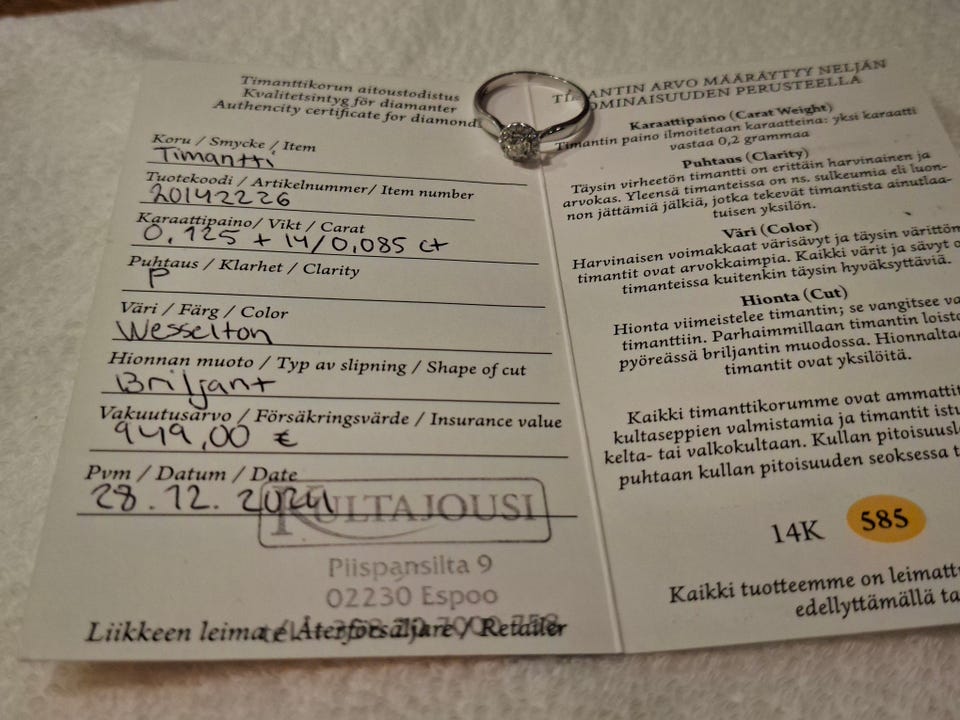 Timanttikorun aitoustodistus
Kvalitetsintyg för diamanter
Authencity certificate for diamond
Koru / Smycke / Item
Timantti
Tuotekoodi / Artikelnummer/ Item number
20142226
Karaattipaino/ Vikt / Carat
0,125 + 14/0,085 ct
Puhtaus / Klarhet / Clarity
P
Väri / Färg / Color
Wesselton
Hionnan muoto / Typ av slipning / Shape of cut
Briljant
Vakuutusarvo / Försäkringsvärde / Insurance value
949,00 €
Pvm / Datum / Date
28.12.2024
KULTAJOUSI
Piispansilta 9
02230 Espoo
Liikkeen leima / Återförsäljare / Retailer
TIMANTIN ARVO MÄÄRÄYTYY NELJÄN
OMINAISUUDEN PERUSTEELLA
Karaattipaino (Carat Weight)
Timantin paino ilmoitetaan karaatteina: yksi karaatti
vastaa 0,2 grammaa
Puhtaus (Clarity)
Täysin virheetön timantti on erittäin harvinainen ja
arvokas. Yleensä timanteissa on ns. sulkeumia eli luon-
non jättämiä jälkiä, jotka tekevät timantista ainutlaa-
tuisen yksilön.
Väri (Color)
Harvinaisen voimakkaat värisävyt ja täysin värittöm
timantit ovat arvokkaimpia. Kaikki värit ja sävyt o
timanteissa kuitenkin täysin hyväksyttäviä.
Hionta (Cut)
Hionta viimeistelee timantin; se vangitsee va
timanttiin. Parhaimmillaan timantin loisto
pyöreässä briljantin muodossa. Hionnalta
timantit ovat yksilöitä.
Kaikki timanttikorumme ovat ammattit
kultaseppien valmistamia ja timantit istu
kelta- tai valkokultaan. Kullan pitoisuusl
puhtaan kullan pitoisuuden seoksessa t
14K 585
Kaikki tuotteemme on leimattu
edellyttämällä ta